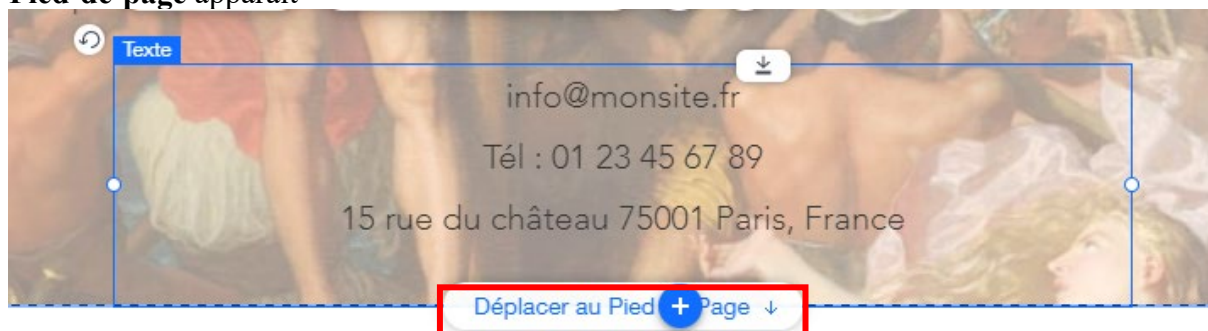 Pied-de-page apparaît
Texte
info@monsite.fr
Tél : 01 23 45 67 89
15 rue du château 75001 Paris, France
Déplacer au Pied Page ↓